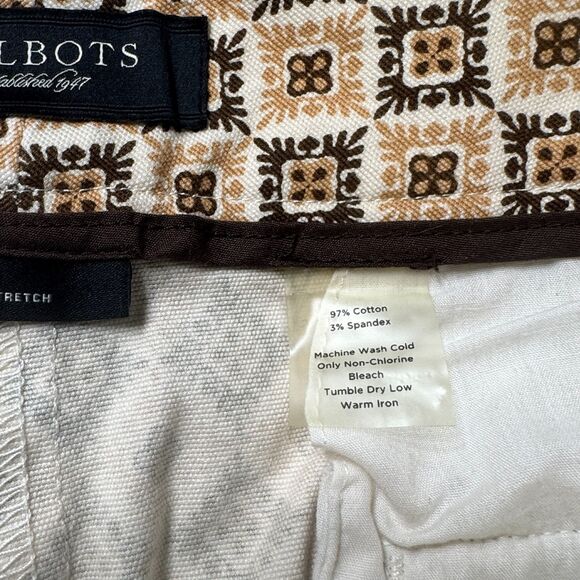 LBOTS
ablished 1947
TRETCH
97% Cotton
3% Spandex
Machine Wash Cold
Only Non-Chlorine
Bleach
Tumble Dry Low
Warm Iron